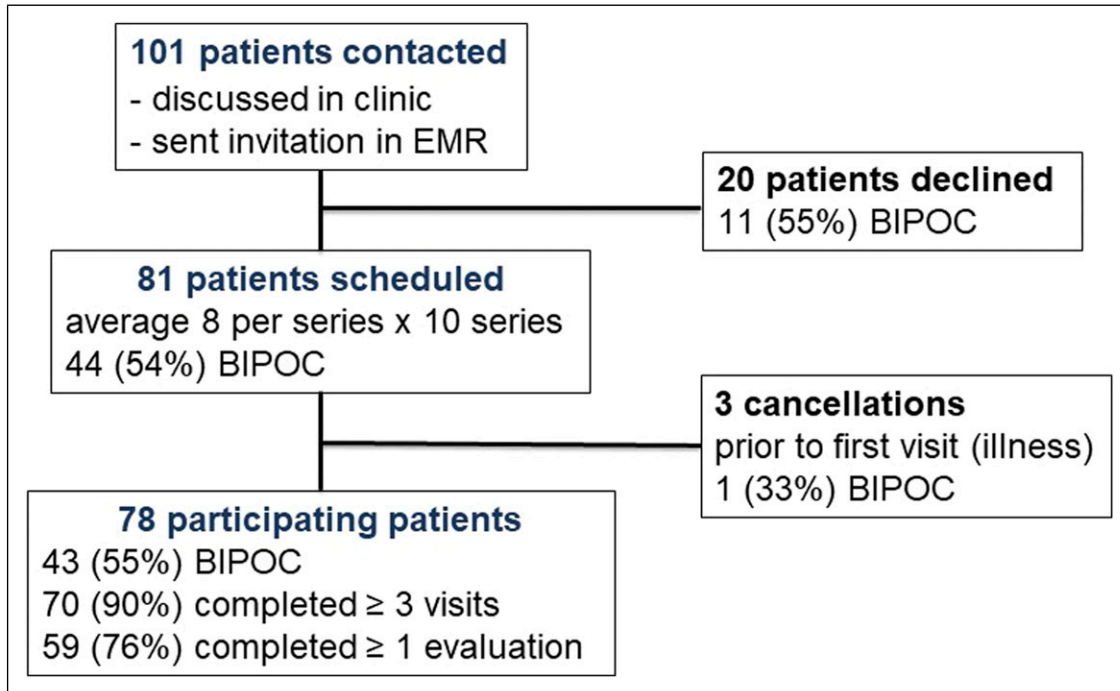 101 patients contacted
- discussed in clinic
- sent invitation in EMR
20 patients declined
11 (55%) BIPOC
81 patients scheduled
average 8 per series x 10 series
44 (54%) BIPOC
3 cancellations
prior to first visit (illness)
1 (33%) BIPOC
78 participating patients
43 (55%) BIPOC
70 (90%) completed ≥ 3 visits
59 (76%) completed ≥ 1 evaluation